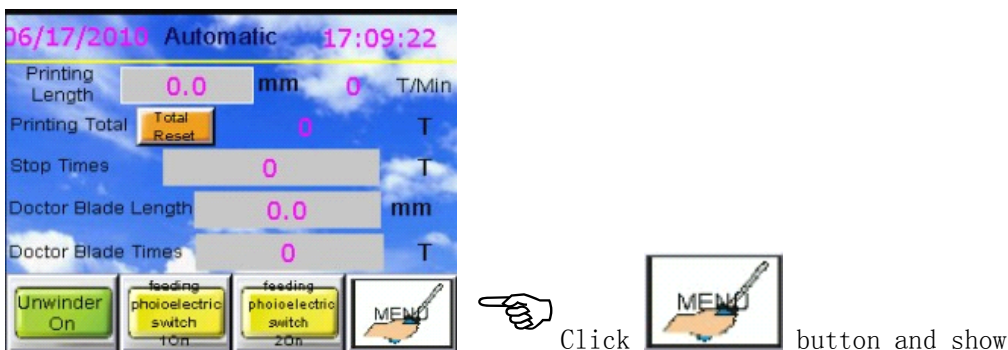 06/17/2010 Automatic 17:09:22
Printing
Length 0.0 mm 0 T/Min
Printing Total Total
Reset 0 T
Stop Times 0 T
Doctor Blade Length 0.0 mm
Doctor Blade Times 0 T
Unwinder
On
feeding
phoioelectric
switch
1On
feeding
phoioelectric
switch
2On
MENU
Click MENU button and show